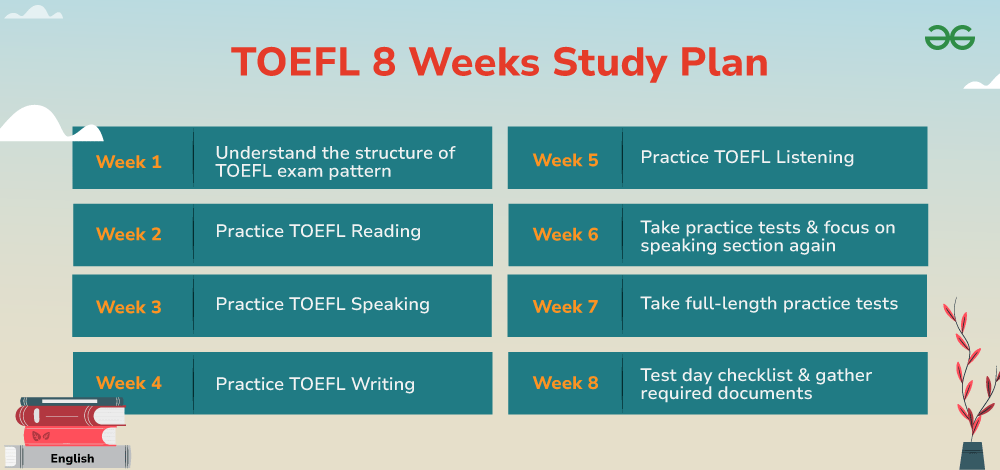 TOEFL 8 Weeks Study Plan
Week 1
Understand the structure of
TOEFL exam pattern
Week 2
Practice TOEFL Reading
Week 3
Practice TOEFL Speaking
Week 4
Practice TOEFL Writing
Week 5
Practice TOEFL Listening
Week 6
Take practice tests & focus on
speaking section again
Week 7
Take full-length practice tests
Week 8
Test day checklist & gather
required documents
English